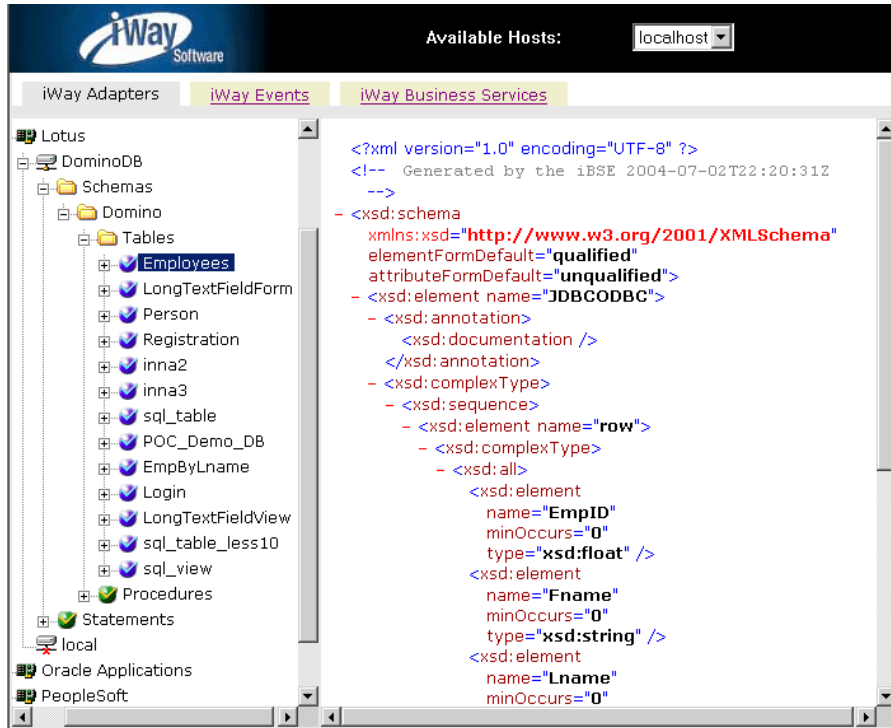 iWay
Software
Available Hosts:
localhost
iWay Adapters
iWay Events
iWay Business Services
Lotus
DominoDB
Schemas
Domino
Tables
Employees
LongTextFieldForm
Person
Registration
inna2
inna3
sql_table
POC_Demo_DB
EmpByLname
Login
LongTextFieldView
sql_table_less10
sql_view
Procedures
Statements
local
Oracle Applications
PeopleSoft
<?xml version="1.0" encoding="UTF-8" ?>
<!-- Generated by the iBSE 2004-07-02T22:20:31Z
-->
- <xsd:schema
xmlns:xsd="http://www.w3.org/2001/XMLSchema"
elementFormDefault="qualified"
attributeFormDefault="unqualified">
- <xsd:element name="JDBCODBC">
- <xsd:annotation>
<xsd:documentation />
</xsd:annotation>
- <xsd:complexType>
- <xsd:sequence>
- <xsd:element name="row">
- <xsd:complexType>
- <xsd:all>
<xsd:element
name="EmpID"
minOccurs="0"
type="xsd:float" />
<xsd:element
name="Fname"
minOccurs="0"
type="xsd:string" />
<xsd:element
name="Lname"
minOccurs="0"